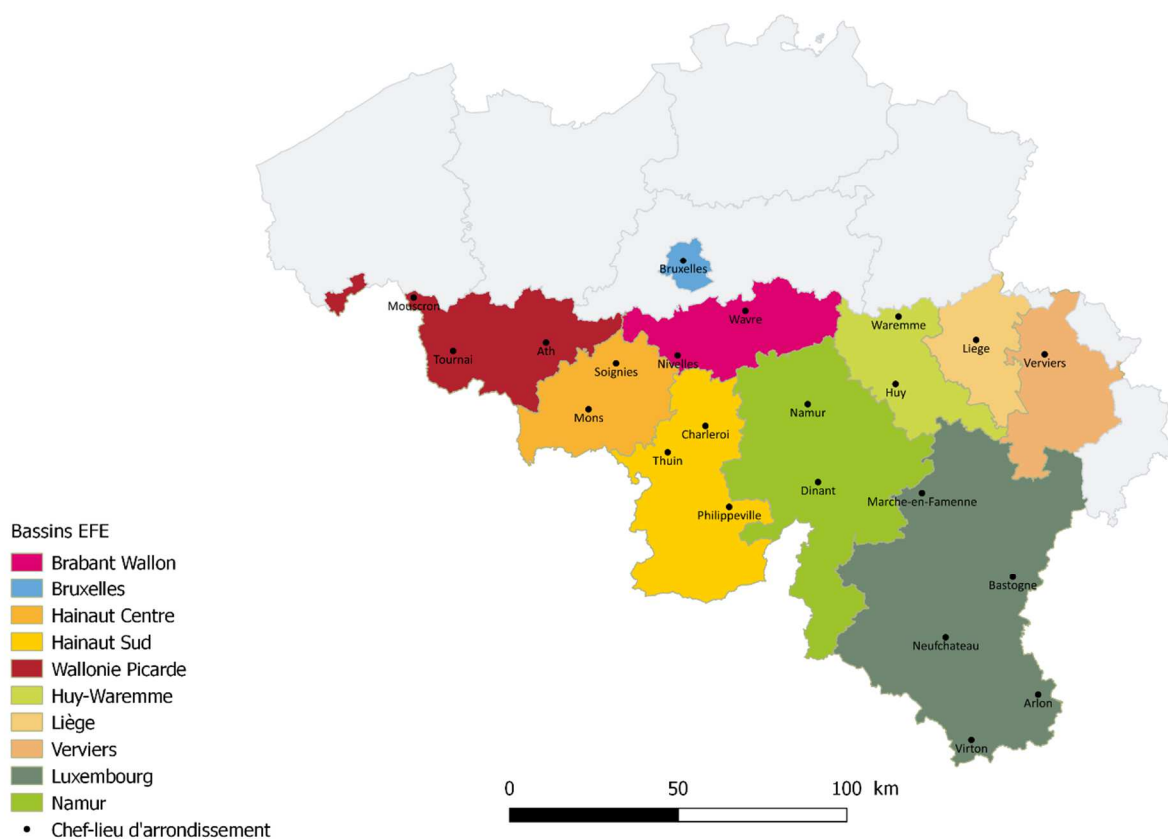 Bruxelles
Mouscron
Wavre
Waremme
Tournai
Ath
Soignies
Nivelles
Liege
Verviers
Huy
Mons
Namur
Charleroi
Thuin
Dinant
Marche-en-Famenne
Philippeville
Bastogne
Neufchateau
Arlon
Virton
Bassins EFE
Brabant Wallon
Bruxelles
Hainaut Centre
Hainaut Sud
Wallonie Picarde
Huy-Waremme
Liège
Verviers
Luxembourg
Namur
Chef-lieu d'arrondissement
0 50 100 km